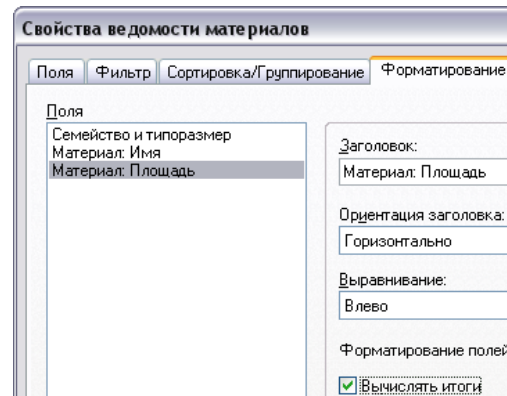 Свойства ведомости материалов
Поля Фильтр Сортировка/Группирование Форматирование
Поля
Семейство и типоразмер
Материал: Имя
Материал: Площадь
Заголовок:
Материал: Площадь
Ориентация заголовка:
Горизонтально
Выравнивание:
Влево
Форматирование полей
Вычислять итоги